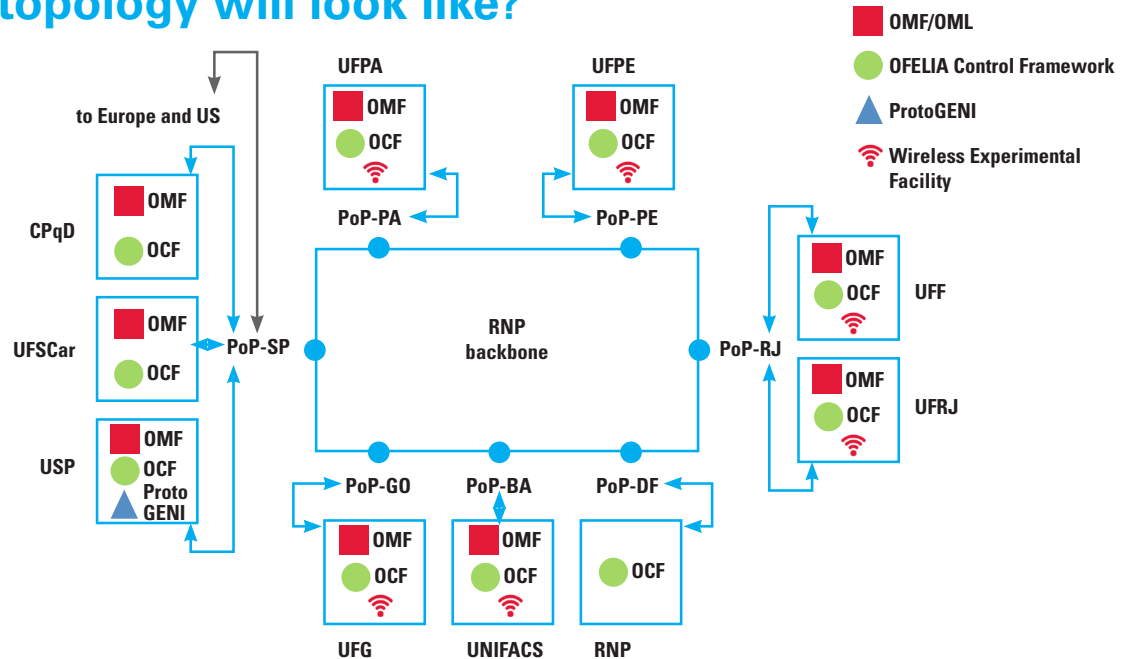 topology will look like?
OMF/OML
OFELIA Control Framework
ProtoGENI
Wireless Experimental
Facility
to Europe and US
UFPA
OMF
OCF
PoP-PA
UFPE
OMF
OCF
PoP-PE
CPqD
OMF
OCF
UFSCar
OMF
OCF
PoP-SP
USP
OMF
OCF
Proto
GENI
RNP
backbone
PoP-RJ
OMF
OCF
UFF
OMF
OCF
UFRJ
PoP-GO
PoP-BA
PoP-DF
OMF
OCF
UFG
OMF
OCF
UNIFACS
OCF
RNP